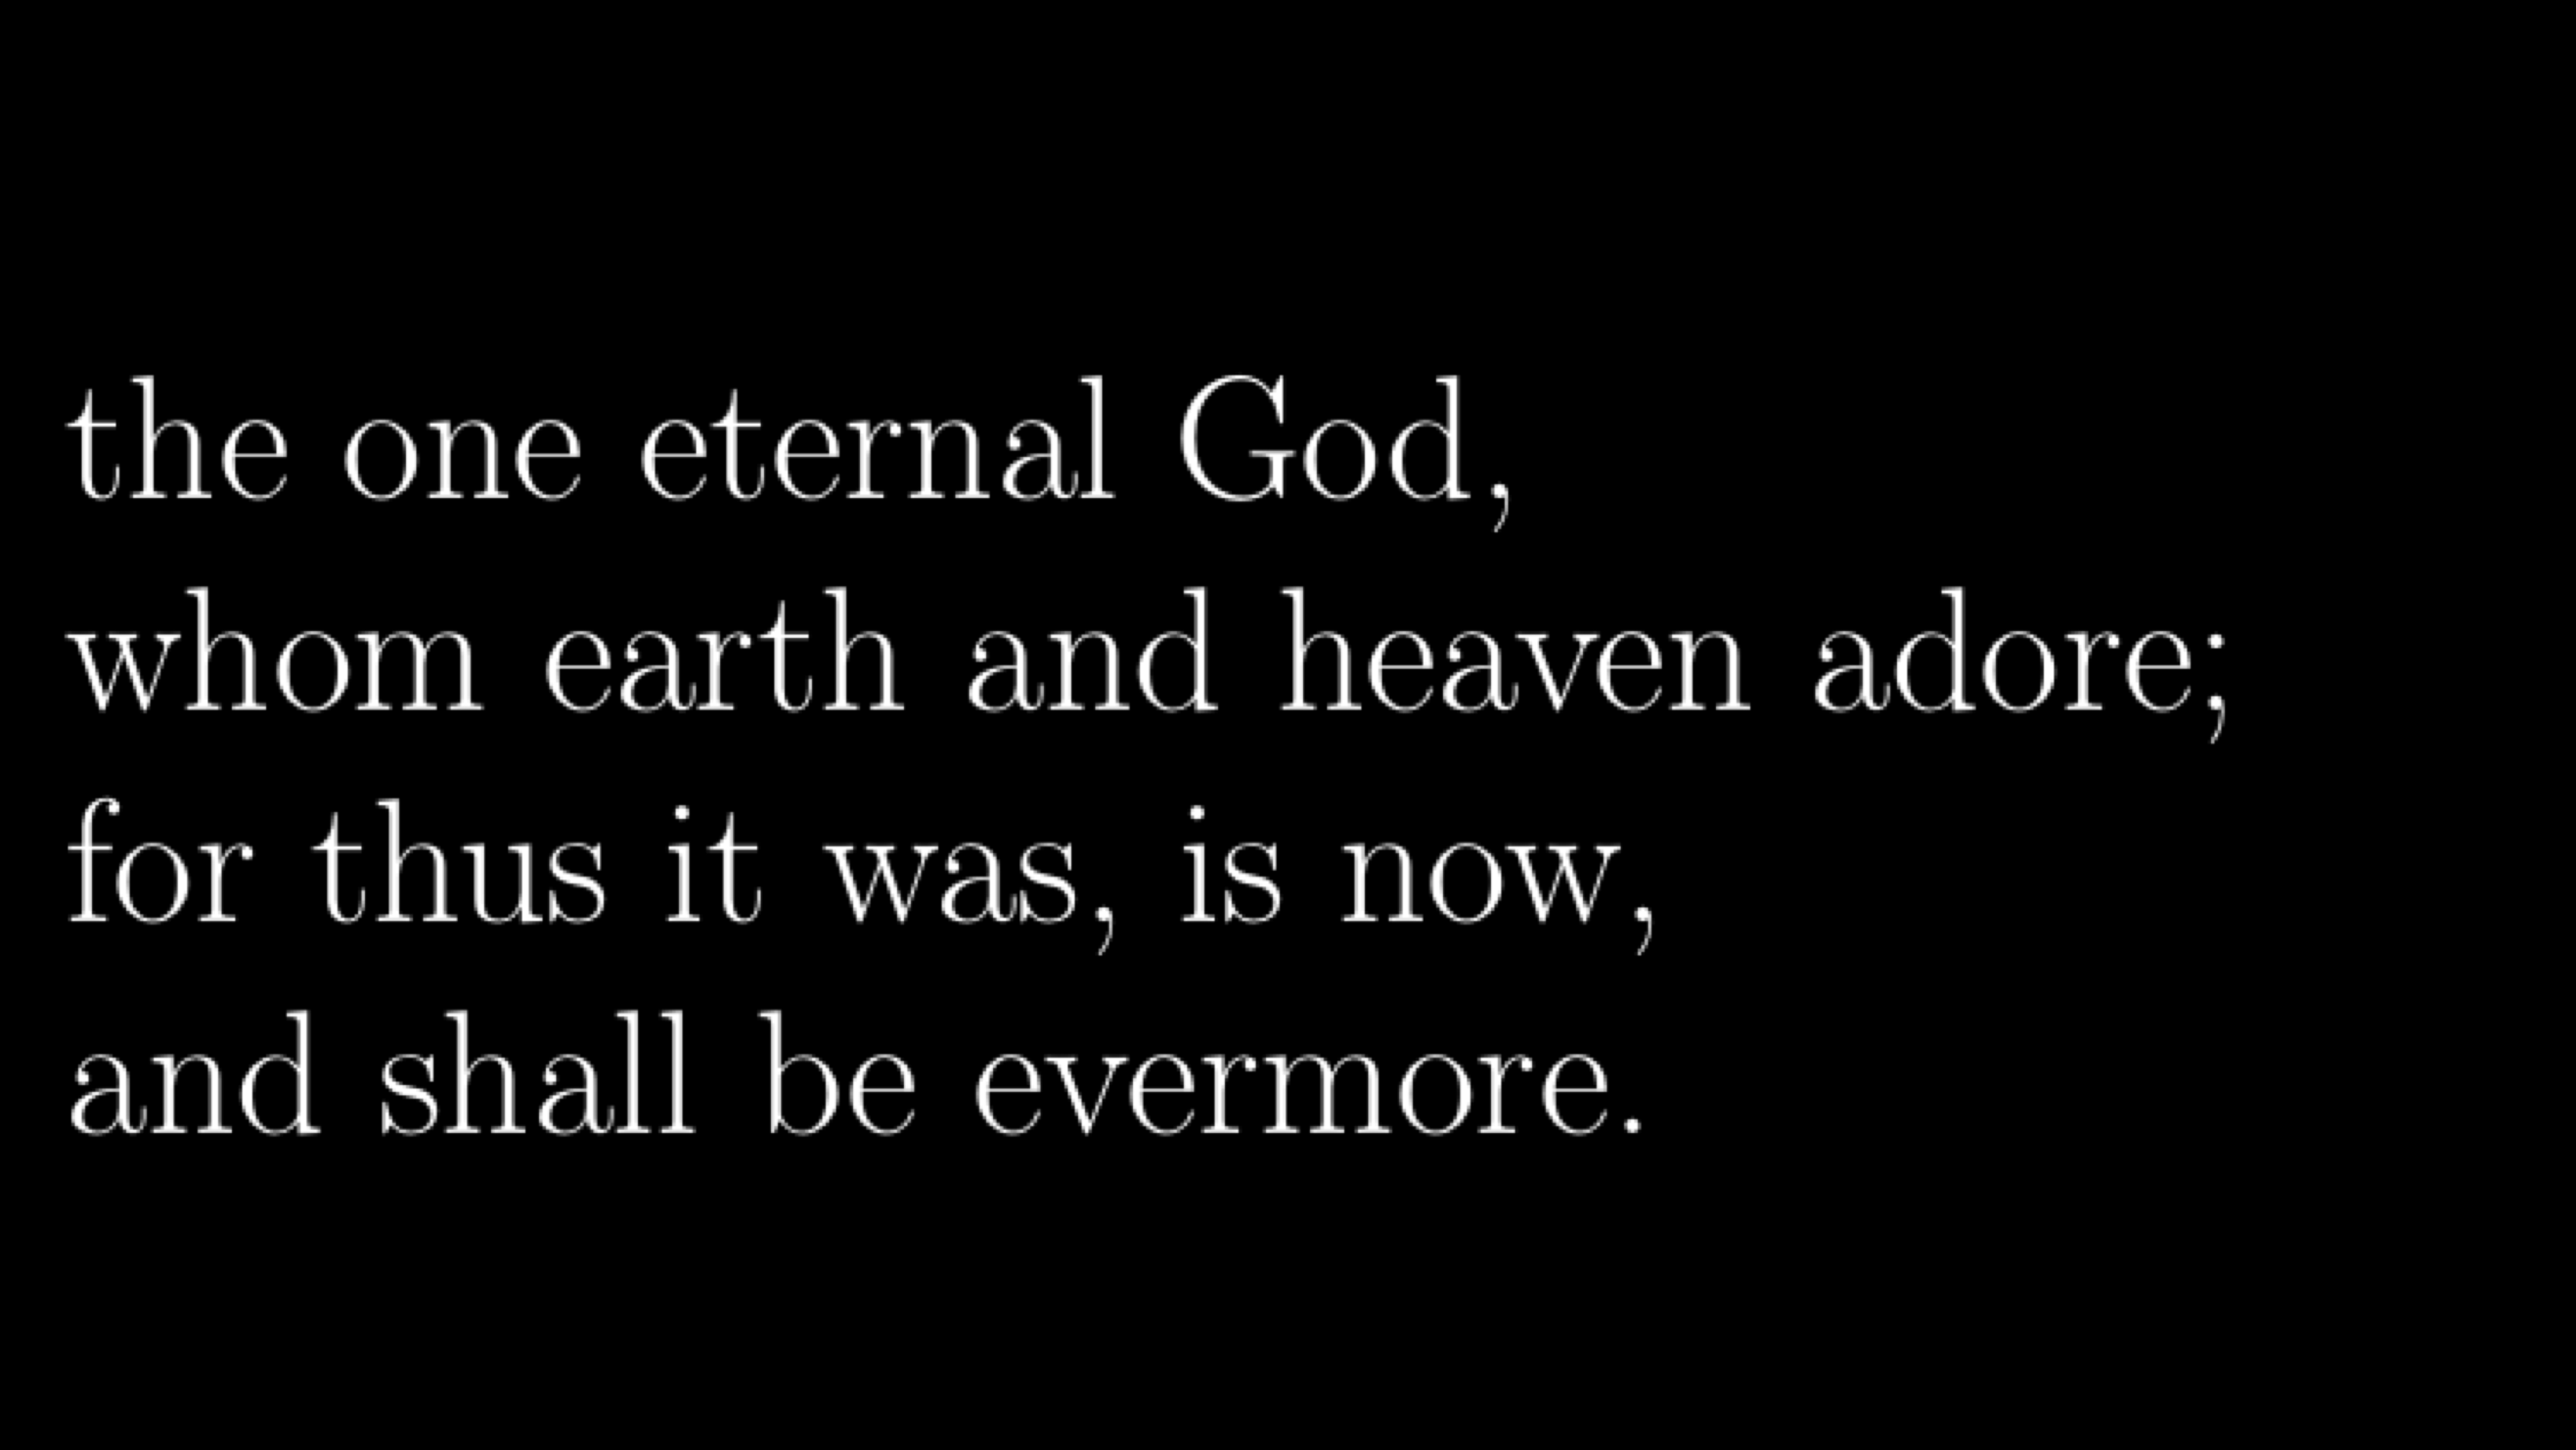 the one eternal God,
whom earth and heaven adore;
for thus it was, is now,
and shall be evermore.